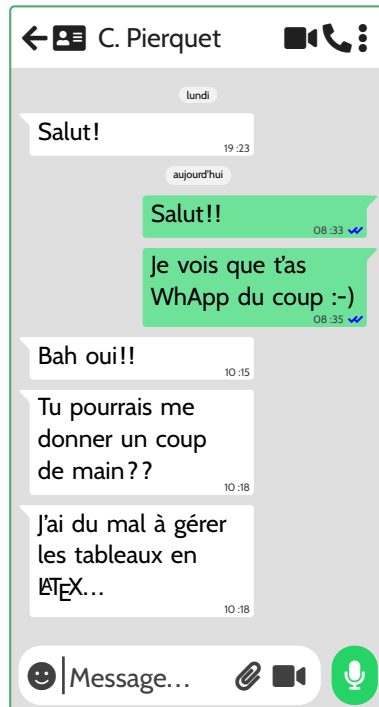 C. Pierquet
lundi
Salut!
19 :23
aujourd'hui
Salut!!
08 :33
Je vois que t'as
WhApp du coup :-)
08 :35
Bah oui!!
10 :15
Tu pourrais me
donner un coup
de main??
10 :18
J'ai du mal à gérer
les tableaux en
LATEX...
10 :18
Message...